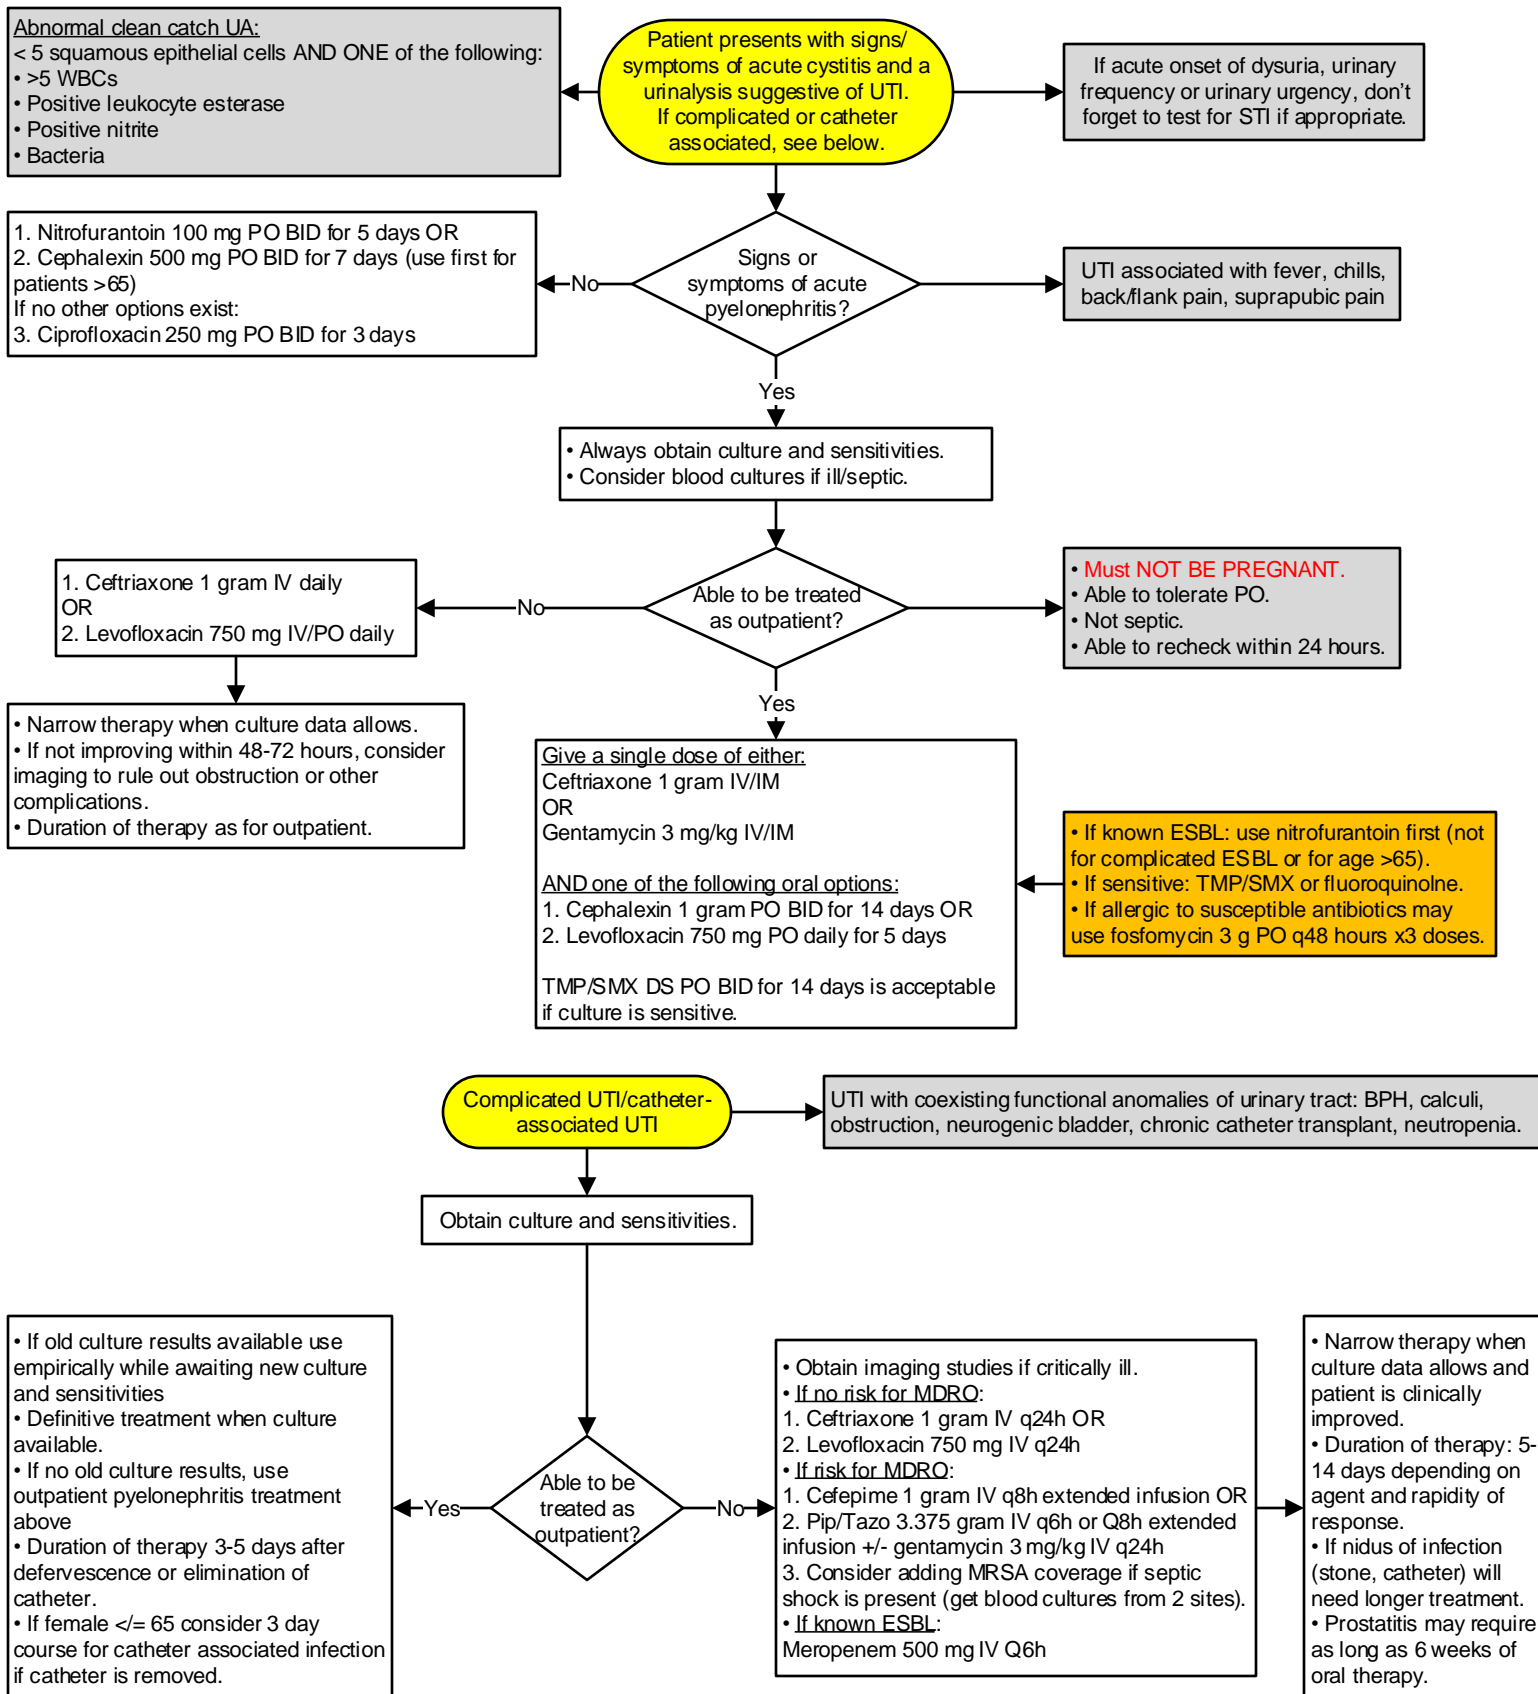 Abnormal clean catch UA:
< 5 squamous epithelial cells AND ONE of the following:
• >5 WBCs
• Positive leukocyte esterase
• Positive nitrite
• Bacteria
Patient presents with signs/
symptoms of acute cystitis and a
urinalysis suggestive of UTI.
If complicated or catheter
associated, see below.
If acute onset of dysuria, urinary
frequency or urinary urgency, don't
forget to test for STI if appropriate.
1. Nitrofurantoin 100 mg PO BID for 5 days OR
2. Cephalexin 500 mg PO BID for 7 days (use first for
patients >65)
If no other options exist:
3. Ciprofloxacin 250 mg PO BID for 3 days
No
Signs or
symptoms of acute
pyelonephritis?
UTI associated with fever, chills,
back/flank pain, suprapubic pain
Yes
• Always obtain culture and sensitivities.
• Consider blood cultures if ill/septic.
1. Ceftriaxone 1 gram IV daily
OR
2. Levofloxacin 750 mg IV/PO daily
No
Able to be treated
as outpatient?
• Must NOT BE PREGNANT.
• Able to tolerate PO.
• Not septic.
• Able to recheck within 24 hours.
Yes
• Narrow therapy when culture data allows.
• If not improving within 48-72 hours, consider
imaging to rule out obstruction or other
complications.
• Duration of therapy as for outpatient.
Give a single dose of either:
Ceftriaxone 1 gram IV/IM
OR
Gentamycin 3 mg/kg IV/IM
AND one of the following oral options:
1. Cephalexin 1 gram PO BID for 14 days OR
2. Levofloxacin 750 mg PO daily for 5 days
TMP/SMX DS PO BID for 14 days is acceptable
if culture is sensitive.
• If known ESBL: use nitrofurantoin first (not
for complicated ESBL or for age >65).
• If sensitive: TMP/SMX or fluoroquinolne.
• If allergic to susceptible antibiotics may
use fosfomycin 3 g PO q48 hours x3 doses.
Complicated UTI/catheter-
associated UTI
UTI with coexisting functional anomalies of urinary tract: BPH, calculi,
obstruction, neurogenic bladder, chronic catheter transplant, neutropenia.
Obtain culture and sensitivities.
• If old culture results available use
empirically while awaiting new culture
and sensitivities
• Definitive treatment when culture
available.
• If no old culture results, use
outpatient pyelonephritis treatment
above
• Duration of therapy 3-5 days after
defervescence or elimination of
catheter.
• If female </= 65 consider 3 day
course for catheter associated infection
if catheter is removed.
Yes
Able to be
treated as
outpatient?
No
• Obtain imaging studies if critically ill.
• If no risk for MDRO:
1. Ceftriaxone 1 gram IV q24h OR
2. Levofloxacin 750 mg IV q24h
• If risk for MDRO:
1. Cefepime 1 gram IV q8h extended infusion OR
2. Pip/Tazo 3.375 gram IV q6h or Q8h extended
infusion +/- gentamycin 3 mg/kg IV q24h
3. Consider adding MRSA coverage if septic
shock is present (get blood cultures from 2 sites).
• If known ESBL:
Meropenem 500 mg IV Q6h
• Narrow therapy when
culture data allows and
patient is clinically
improved.
• Duration of therapy: 5-
14 days depending on
agent and rapidity of
response.
• If nidus of infection
(stone, catheter) will
need longer treatment.
• Prostatitis may require
as long as 6 weeks of
oral therapy.